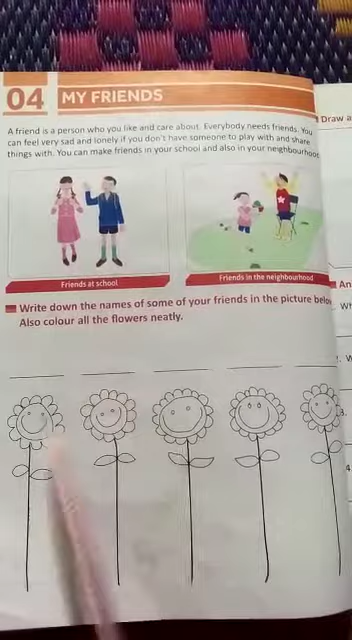 04 MY FRIENDS
A friend is a person who you like and care about. Everybody needs friends. You
can feel very sad and lonely if you don't have someone to play with and share
things with. You can make friends in your school and also in your neighbourhood
Friends at school
Friends in the neighbourhood
Write down the names of some of your friends in the picture below
Also colour all the flowers neatly.
Draw a
An
3.
4